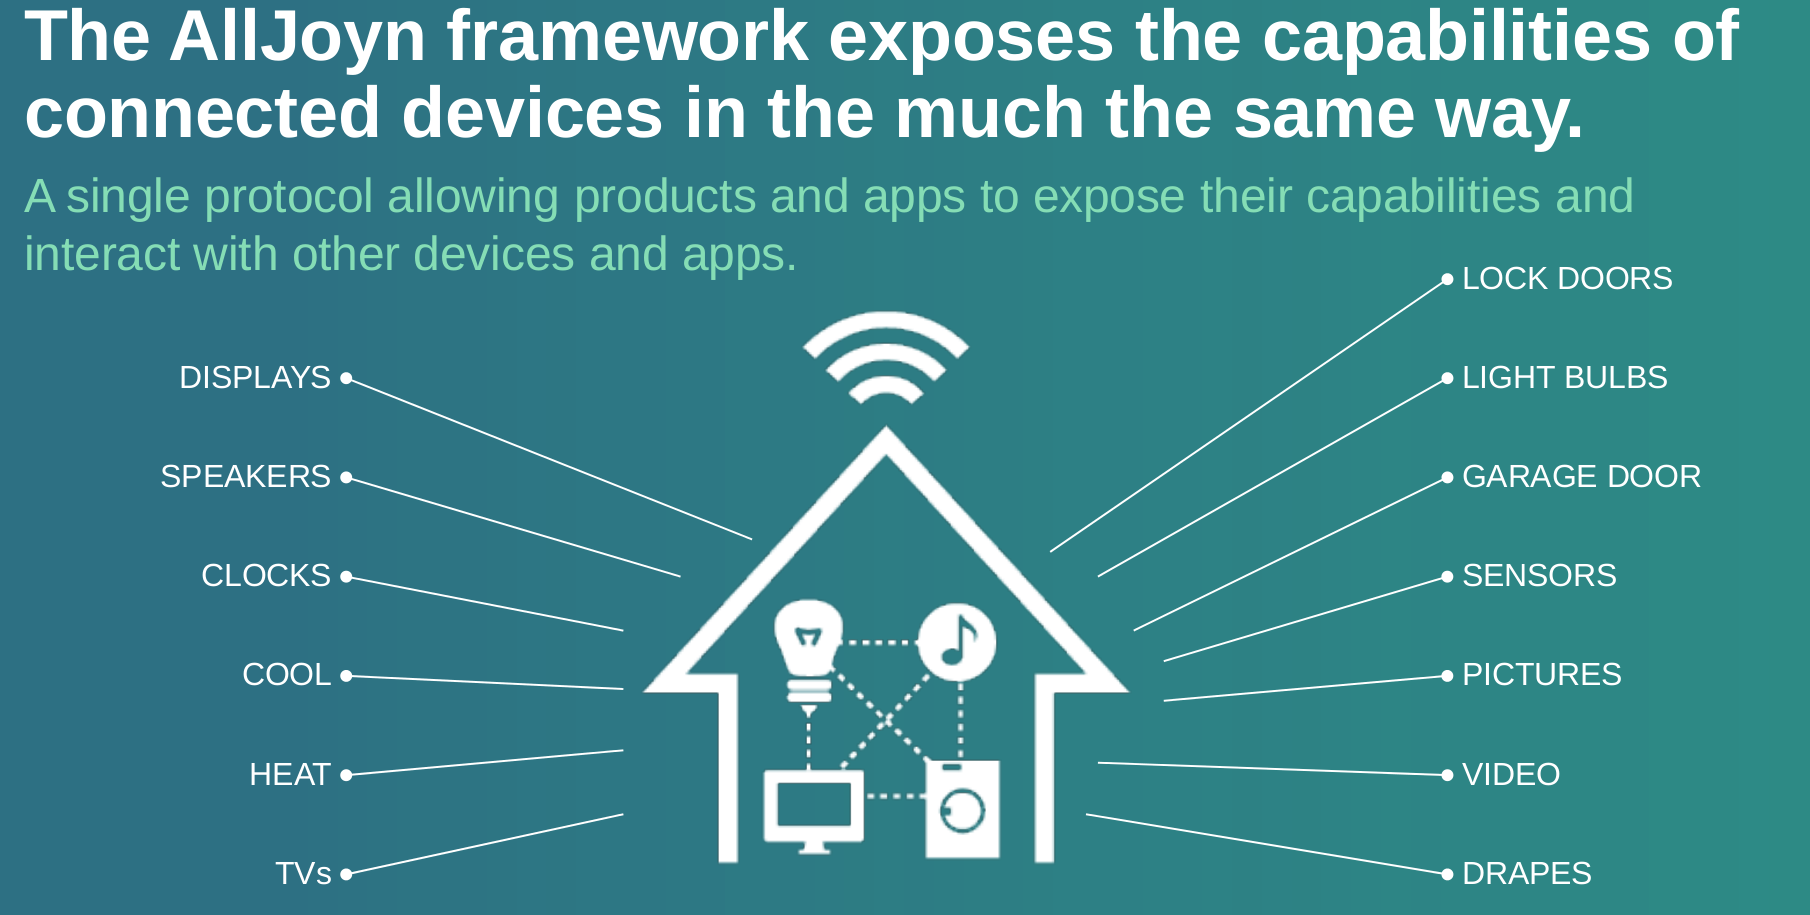 The AllJoyn framework exposes the capabilities of
connected devices in the much the same way.
A single protocol allowing products and apps to expose their capabilities and
interact with other devices and apps.
DISPLAYS
SPEAKERS
CLOCKS
COOL
HEAT
TVs
LOCK DOORS
LIGHT BULBS
GARAGE DOOR
SENSORS
PICTURES
VIDEO
DRAPES